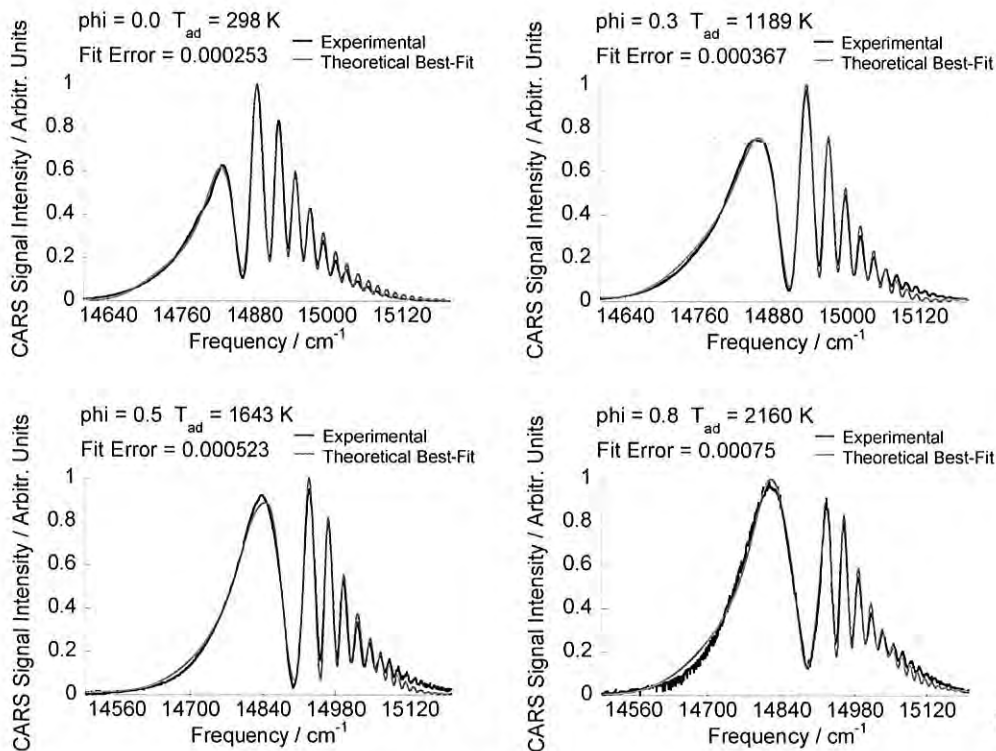 phi = 0.0 T_ad = 298 K
Fit Error = 0.000253
Experimental
Theoretical Best-Fit
CARS Signal Intensity / Arbitr. Units
1
0.8
0.6
0.4
0.2
0
14640 14760 14880 15000 15120
Frequency / cm⁻¹
phi = 0.3 T_ad = 1189 K
Fit Error = 0.000367
Experimental
Theoretical Best-Fit
CARS Signal Intensity / Arbitr. Units
1
0.8
0.6
0.4
0.2
0
14640 14760 14880 15000 15120
Frequency / cm⁻¹
phi = 0.5 T_ad = 1643 K
Fit Error = 0.000523
Experimental
Theoretical Best-Fit
CARS Signal Intensity / Arbitr. Units
1
0.8
0.6
0.4
0.2
0
14560 14700 14840 14980 15120
Frequency / cm⁻¹
phi = 0.8 T_ad = 2160 K
Fit Error = 0.00075
Experimental
Theoretical Best-Fit
CARS Signal Intensity / Arbitr. Units
1
0.8
0.6
0.4
0.2
0
14560 14700 14840 14980 15120
Frequency / cm⁻¹